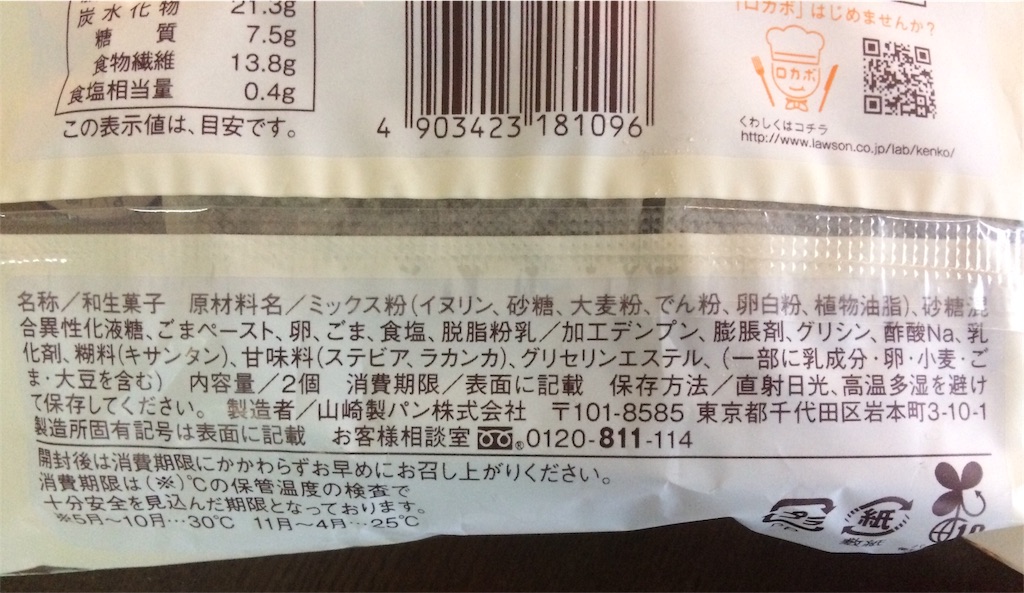 炭水化物 21.3g
糖質 7.5g
食物繊維 13.8g
食塩相当量 0.4g
この表示値は、目安です。
4 903423 181096
「ロカボ」はじめませんか?
ロカボ
くわしくはコチラ
http://www.lawson.co.jp/lab/kenko/
名称/和生菓子 原材料名/ミックス粉(イヌリン、砂糖、大麦粉、でん粉、卵白粉、植物油脂)、砂糖混
合異性化液糖、ごまペースト、卵、ごま、食塩、脱脂粉乳/加工デンプン、膨脹剤、グリシン、酢酸Na、乳
化剤、糊料(キサンタン)、甘味料(ステビア、ラカンカ)、グリセリンエステル、(一部に乳成分・卵・小麦・ご
ま・大豆を含む) 内容量/2個 消費期限/表面に記載 保存方法/直射日光、高温多湿を避け
て保存してください。 製造者/山崎製パン株式会社 〒101-8585 東京都千代田区岩本町3-10-1
製造所固有記号は表面に記載 お客様相談室 0120-811-114
開封後は消費期限にかかわらずお早めにお召し上がりください。
消費期限は(※)℃の保管温度の検査で
十分安全を見込んだ期限となっております。
※5月〜10月…30℃ 11月〜4月…25℃
プラ 紙